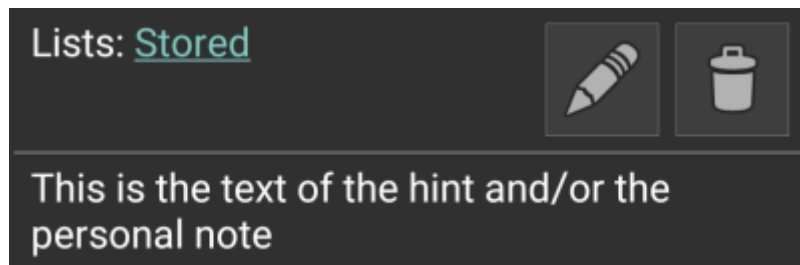 Lists: Stored
This is the text of the hint and/or the
personal note